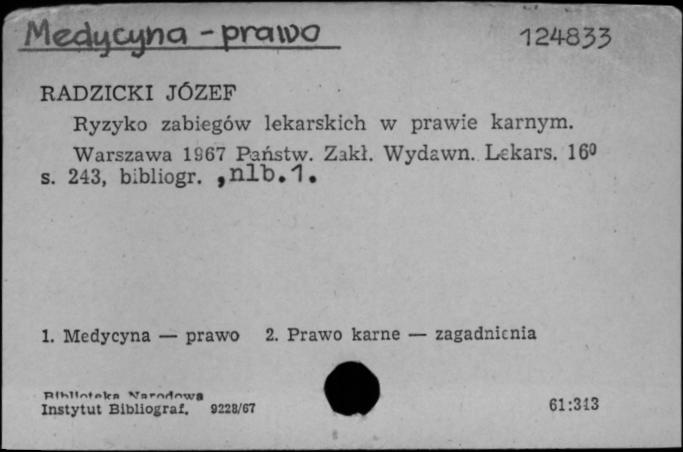 Medycyna - prawo 124833
RADZICKI JÓZEF
Ryzyko zabiegów lekarskich w prawie karnym.
Warszawa 1967 Państw. Zakł. Wydawn. Lekars. 16⁰
s. 243, bibliogr. , nlb. 1.
1. Medycyna — prawo 2. Prawo karne — zagadnienia
Biblioteka Narodowa
Instytut Bibliograf. 9228/67 61:343